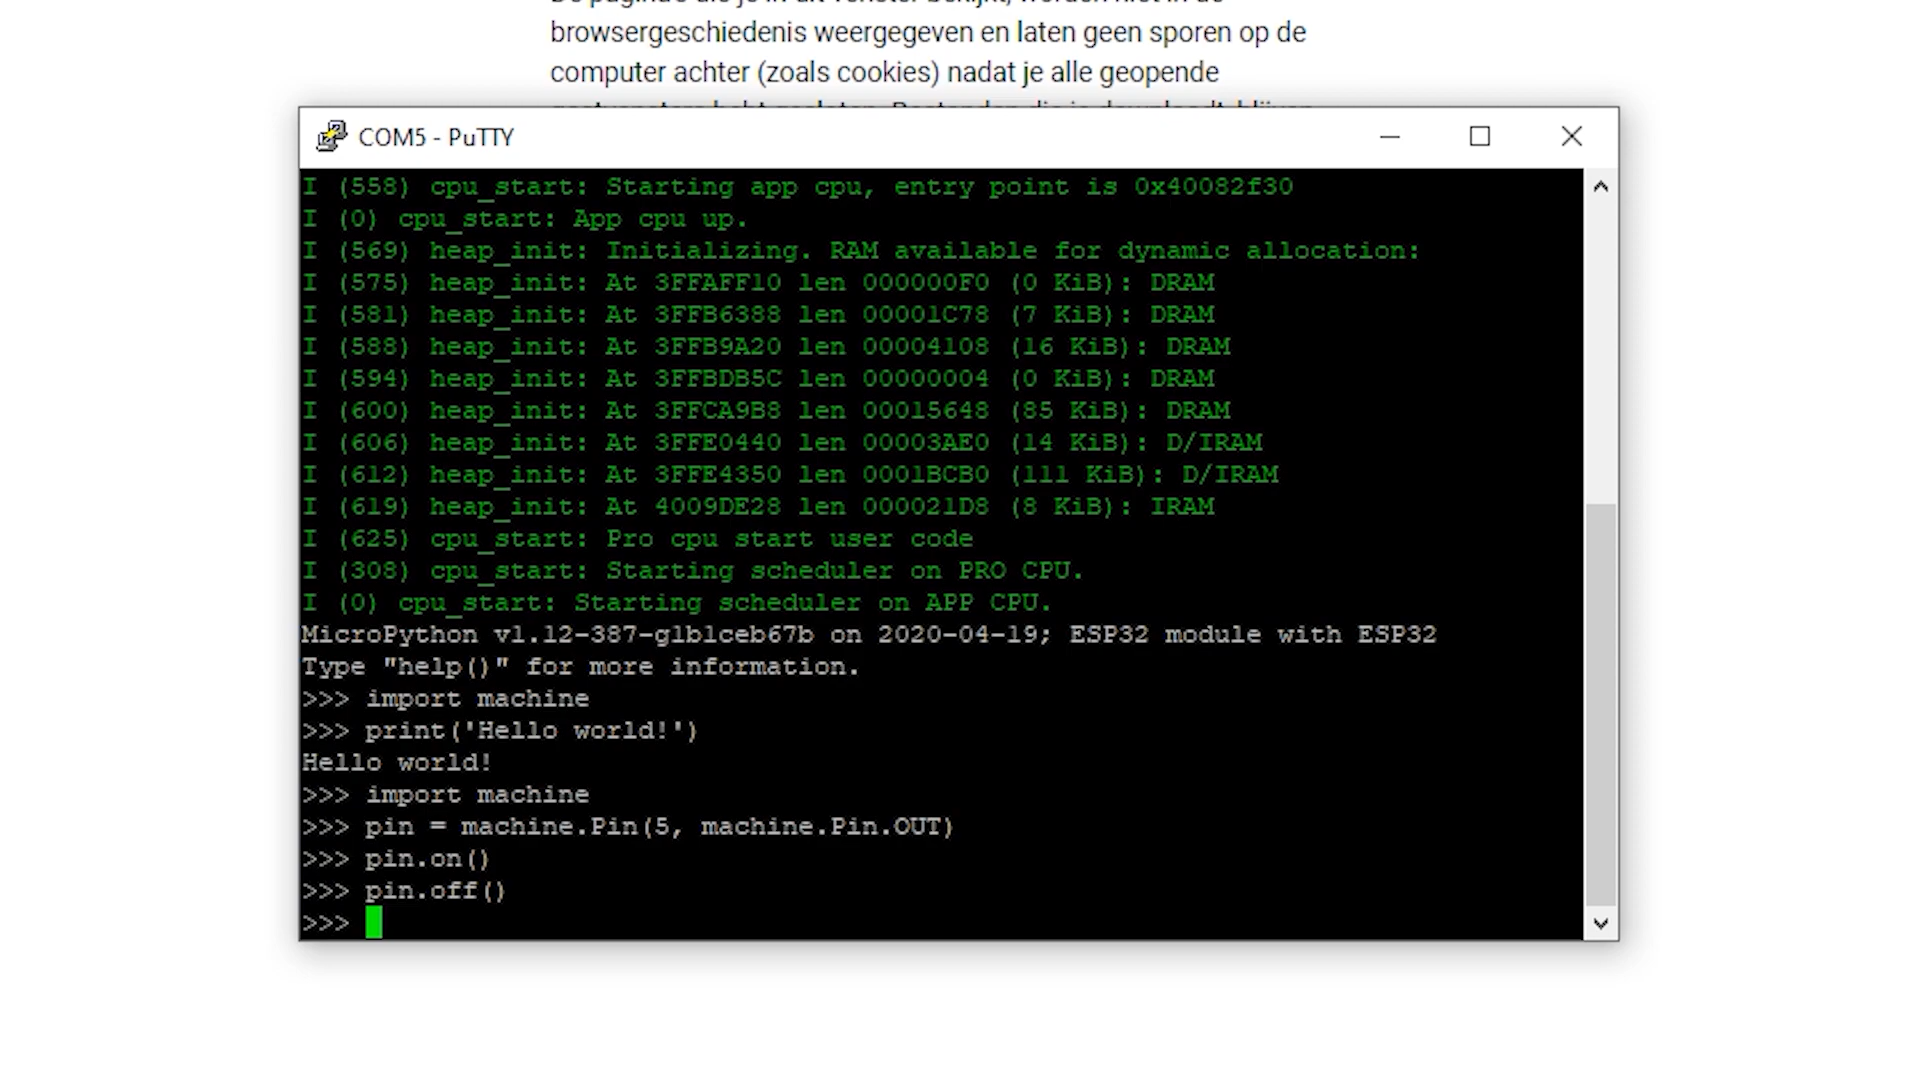 browsergeschiedenis weergegeven en laten geen sporen op de
computer achter (zoals cookies) nadat je alle geopende
COM5 - PuTTY
I (558) cpu_start: Starting app cpu, entry point is 0x40082f30
I (0) cpu_start: App cpu up.
I (569) heap_init: Initializing. RAM available for dynamic allocation:
I (575) heap_init: At 3FFAFF10 len 000000F0 (0 KiB): DRAM
I (581) heap_init: At 3FFB6388 len 00001C78 (7 KiB): DRAM
I (588) heap_init: At 3FFB9A20 len 00004108 (16 KiB): DRAM
I (594) heap_init: At 3FFBDB5C len 00000004 (0 KiB): DRAM
I (600) heap_init: At 3FFCA9B8 len 00015648 (85 KiB): DRAM
I (606) heap_init: At 3FFE0440 len 00003AE0 (14 KiB): D/IRAM
I (612) heap_init: At 3FFE4350 len 0001BCB0 (111 KiB): D/IRAM
I (619) heap_init: At 4009DE28 len 000021D8 (8 KiB): IRAM
I (625) cpu_start: Pro cpu start user code
I (308) cpu_start: Starting scheduler on PRO CPU.
I (0) cpu_start: Starting scheduler on APP CPU.
MicroPython v1.12-387-g1b1ceb67b on 2020-04-19; ESP32 module with ESP32
Type "help()" for more information.
>>> import machine
>>> print('Hello world!')
Hello world!
>>> import machine
>>> pin = machine.Pin(5, machine.Pin.OUT)
>>> pin.on()
>>> pin.off()
>>>